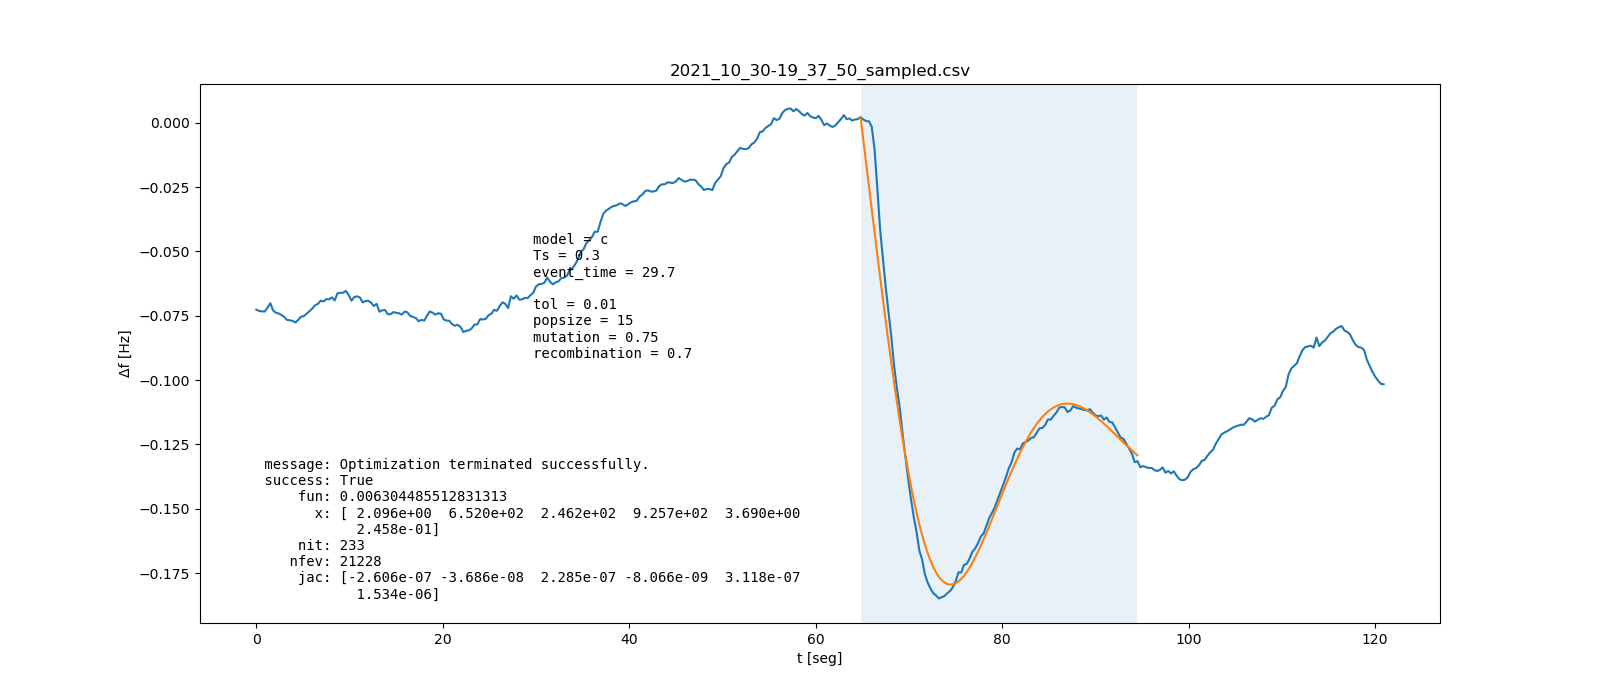 2021_10_30-19_37_50_sampled.csv
0.000
−0.025
−0.050
−0.075
−0.100
−0.125
−0.150
−0.175
Δf [Hz]
model = c
Ts = 0.3
event_time = 29.7
tol = 0.01
popsize = 15
mutation = 0.75
recombination = 0.7
message: Optimization terminated successfully.
success: True
fun: 0.006304485512831313
x: [ 2.096e+00  6.520e+02  2.462e+02  9.257e+02  3.690e+00
2.458e-01]
nit: 233
nfev: 21228
jac: [-2.606e-07 -3.686e-08  2.285e-07 -8.066e-09  3.118e-07
1.534e-06]
0 20 40 60 80 100 120
t [seg]